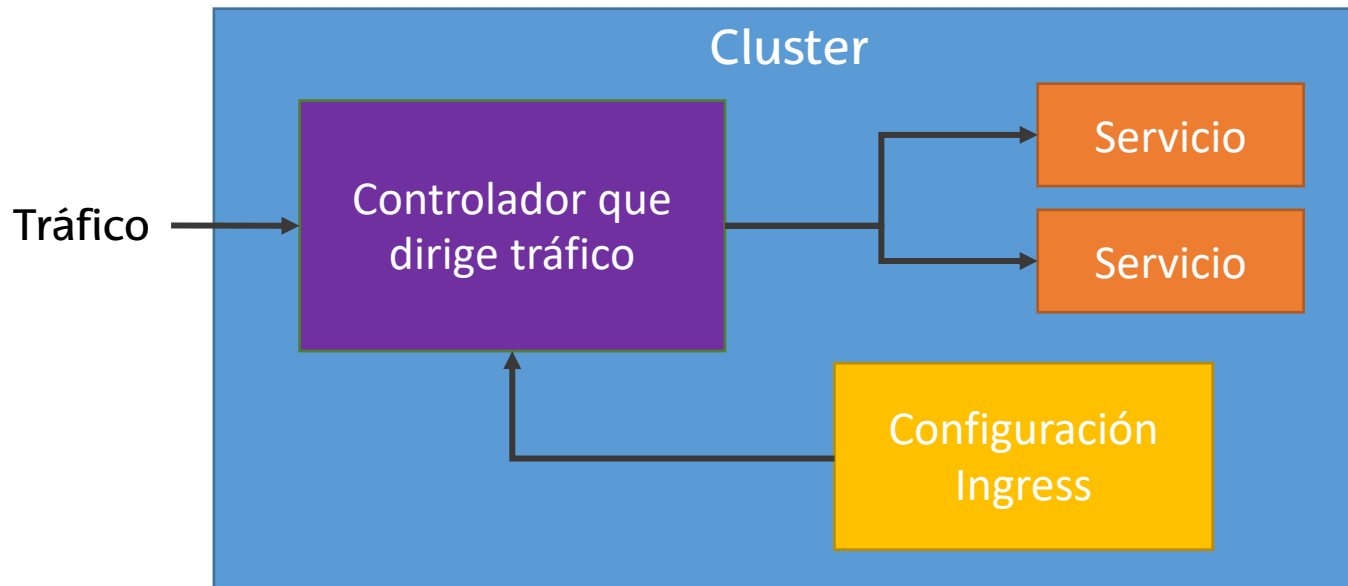 Cluster
Tráfico
Controlador que
dirige tráfico
Servicio
Servicio
Configuración
Ingress